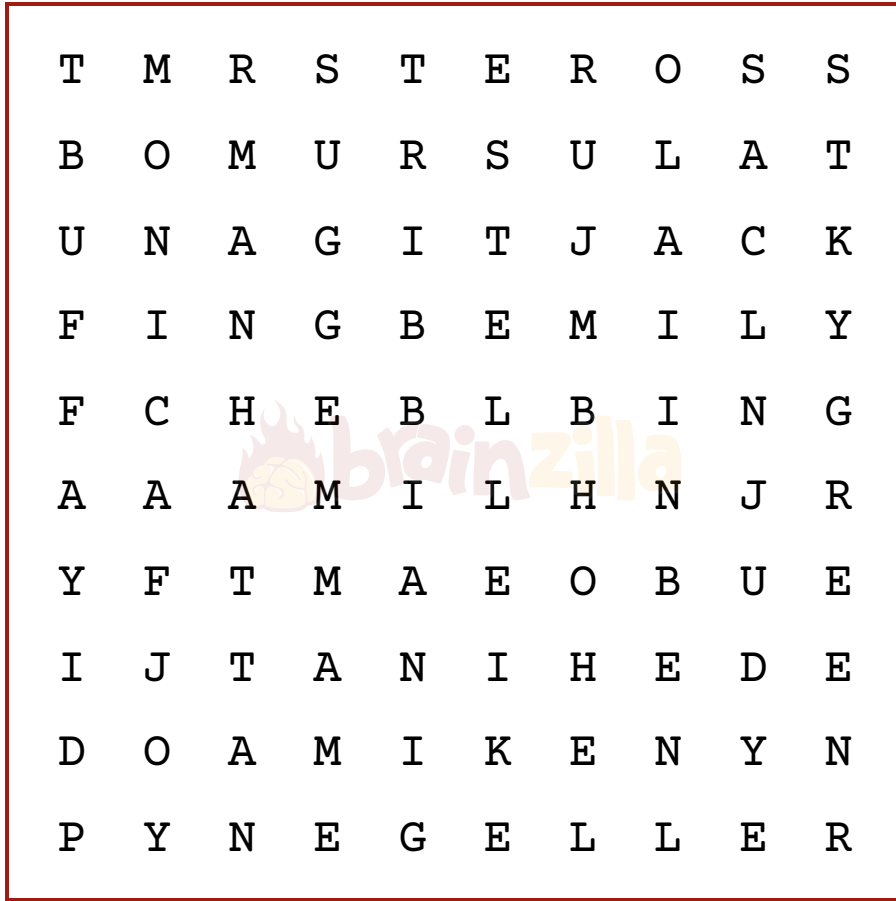 T M R S T E R O S S
B O M U R S U L A T
U N A G I T J A C K
F I N G B E M I L Y
F C H E B L B I N G
A A A M I L H N J R
Y F T M A E O B U E
I J T A N I H E D E
D O A M I K E N Y N
P Y N E G E L L E R
brainzilla